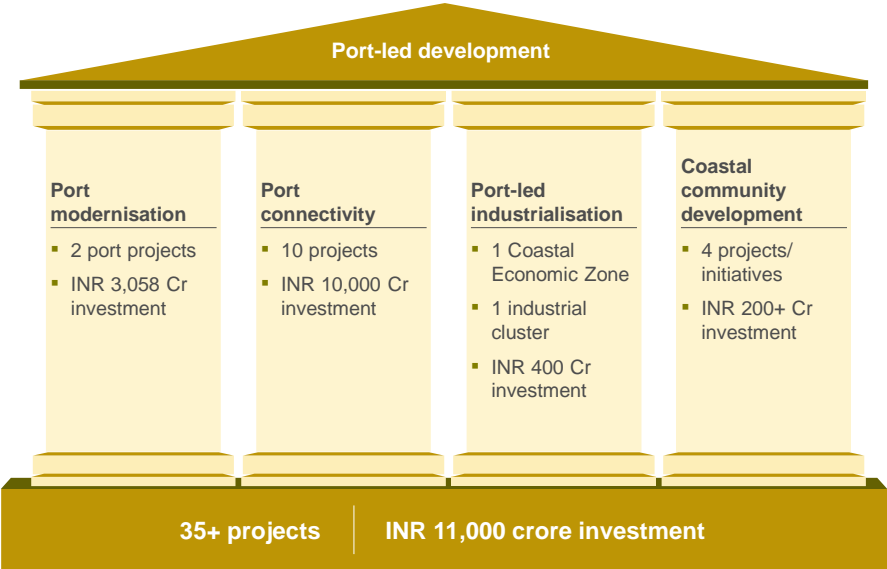 Port-led development
Port
modernisation
▪ 2 port projects
▪ INR 3,058 Cr
investment
Port
connectivity
▪ 10 projects
▪ INR 10,000 Cr
investment
Port-led
industrialisation
▪ 1 Coastal
Economic Zone
▪ 1 industrial
cluster
▪ INR 400 Cr
investment
Coastal
community
development
▪ 4 projects/
initiatives
▪ INR 200+ Cr
investment
35+ projects
INR 11,000 crore investment